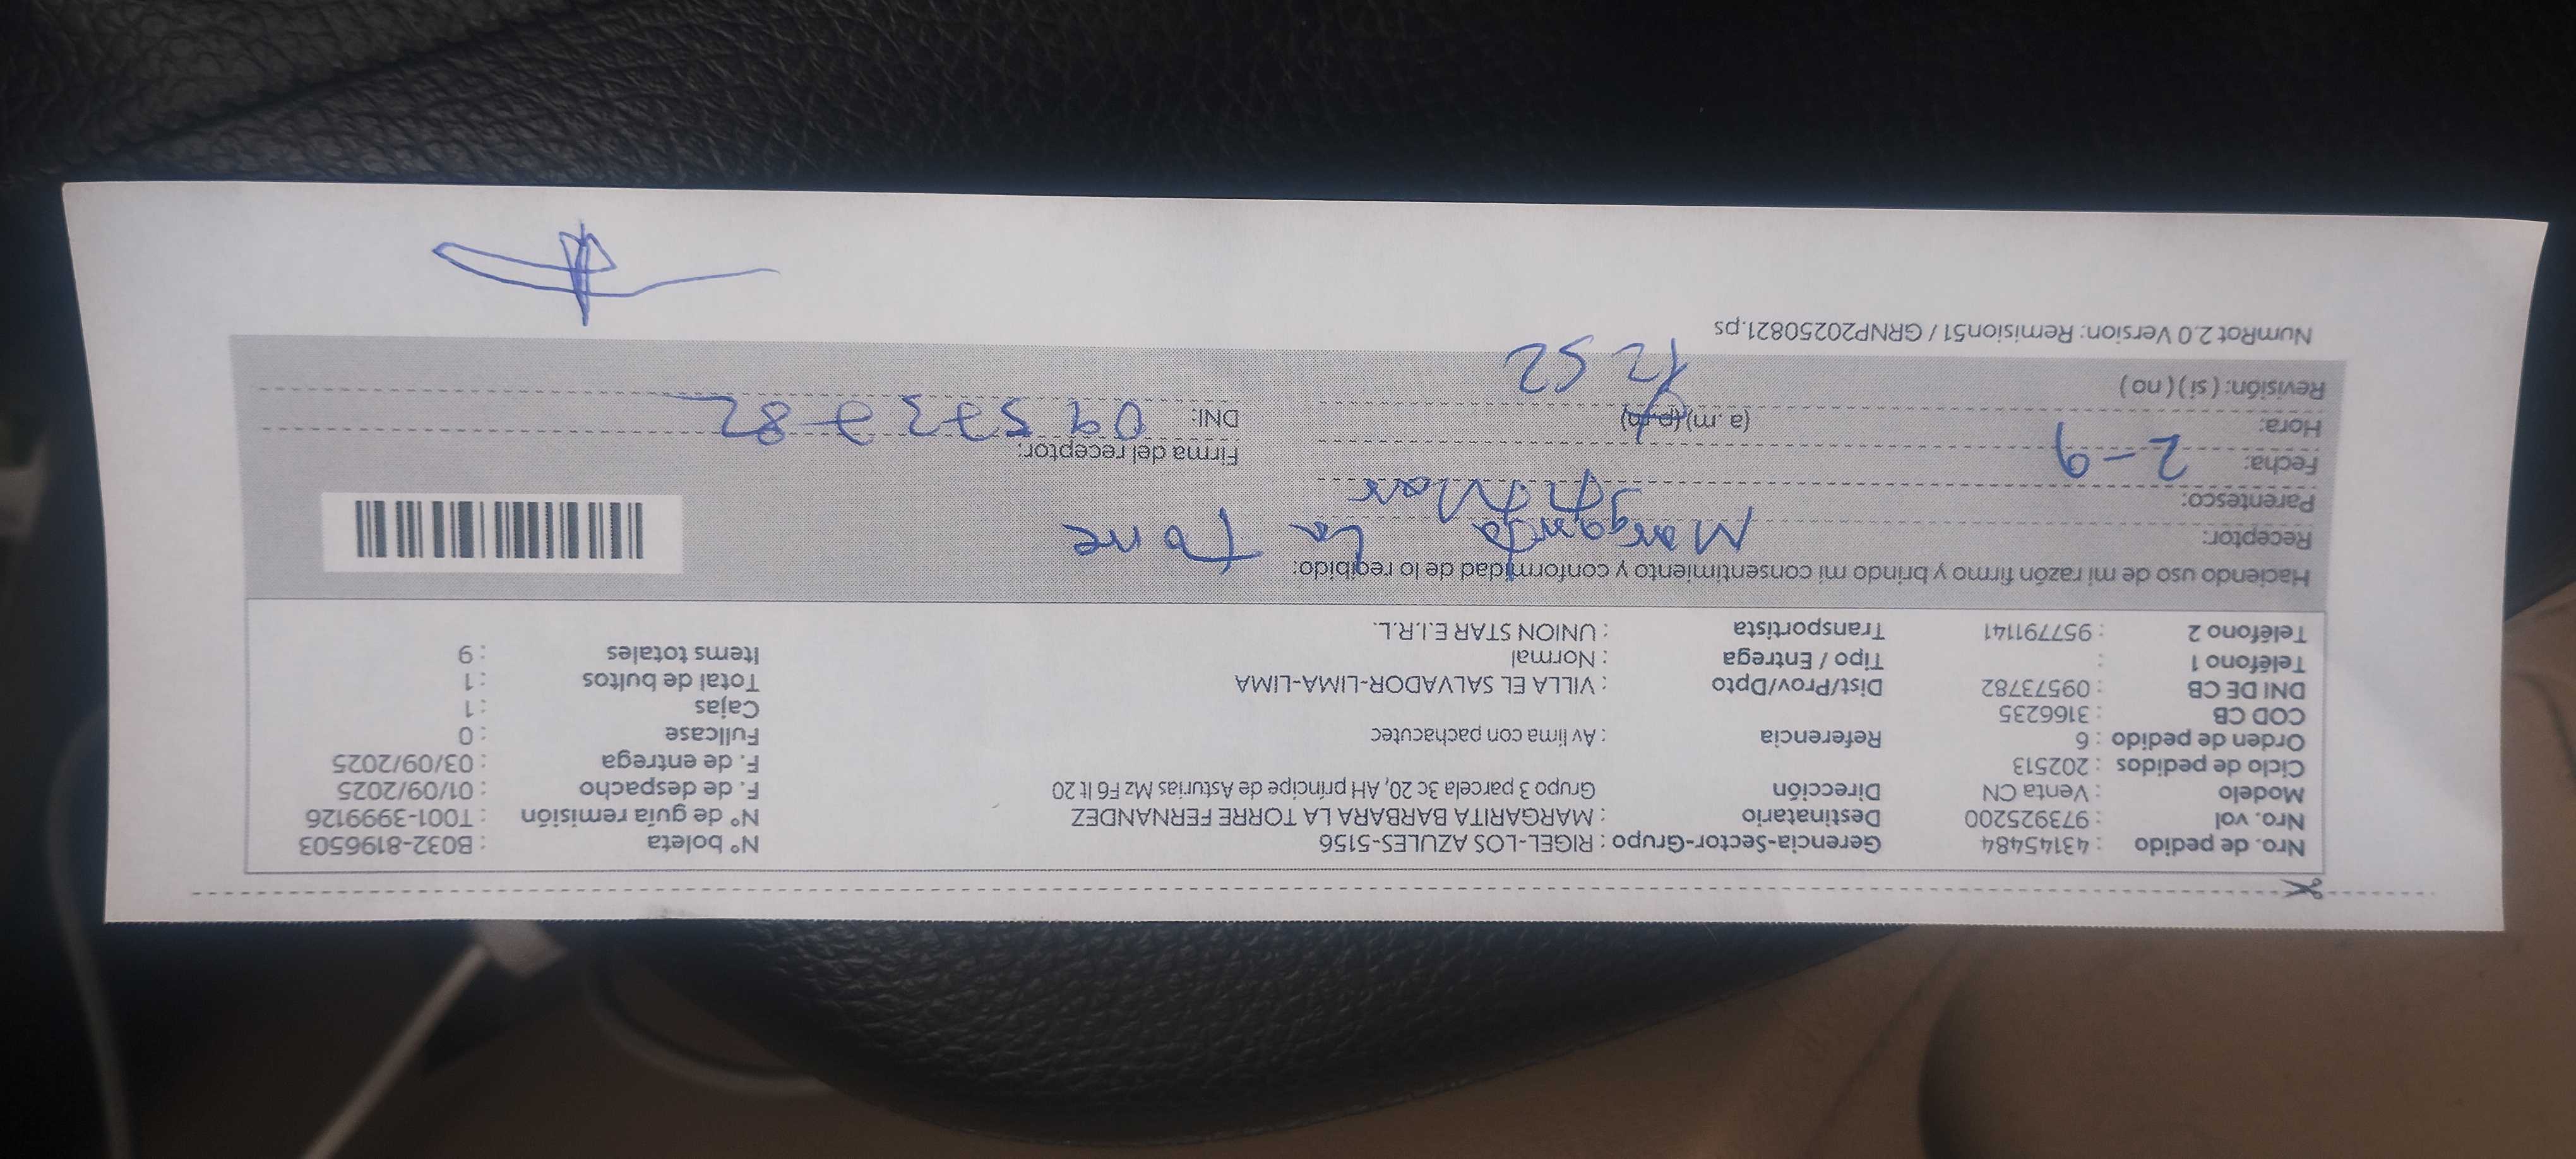 Nro. de pedido : 43145484 Gerencia-Sector-Grupo : RIGEL-LOS AZULES-5156 N° boleta : B032-8196503
Nro. vol : 973925200 Destinatario : MARGARITA BARBARA LA TORRE FERNANDEZ N° de guía remisión : T001-3999126
Modelo : Venta CN Dirección Grupo 3 parcela 3c 20, AH principe de Asturias Mz F6 lt 20 F. de despacho : 01/09/2025
Ciclo de pedidos : 202513 F. de entrega : 03/09/2025
Orden de pedido : 6 Referencia : Av lima con pachacutec Fullcase : 0
COD CB : 3166235 Cajas : 1
DNI DE CB : 09573782 Dist/Prov/Dpto : VILLA EL SALVADOR-LIMA-LIMA Total de bultos : 1
Teléfono 1 : Tipo / Entrega : Normal Items totales : 9
Teléfono 2 : 957791141 Transportista : UNION STAR E.I.R.L.
Haciendo uso de mi razón firmo y brindo mi consentimiento y conformidad de lo recibido:
Receptor: Margarita La Torre
Parentesco:
Fecha: 2-9 Firma del receptor:
Hora: (a .m) (p.m) DNI: 09573782
Revisión: ( si ) ( no ) 12 52
NumRot 2.0 Version: Remision51 / GRNP20250821.ps